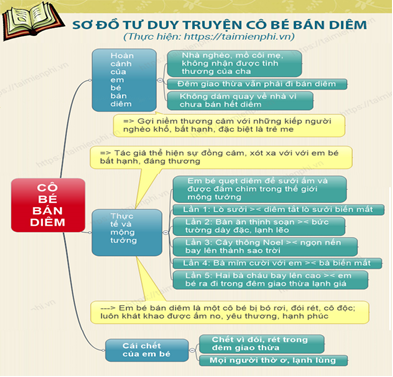 SƠ ĐỒ TƯ DUY TRUYỆN CÔ BÉ BÁN DIÊM
(Thực hiện: https://taimienphi.vn)
CÔ
BÉ
BÁN
DIÊM
Hoàn
cảnh
của
em
bé
bán
diêm
Nhà nghèo, mồ côi mẹ,
không nhận được tình
thương của cha
Đêm giao thừa vẫn phải đi bán diêm
Không dám quay về nhà vì
chưa bán hết diêm
=> Gợi niềm thương cảm với những kiếp người
nghèo khổ, bất hạnh, đặc biệt là trẻ me
=> Tác giả thể hiện sự đồng cảm, xót xa với với em bé
bất hạnh, đáng thương
Thực
tế và
mộng
tưởng
Em bé quẹt diêm để sưởi ấm và
được đắm chìm trong thế giới
mộng tưởng
Lần 1: Lò sưởi >< diêm tắt lò sưởi biến mất
Lần 2: Bàn ăn thịnh soạn >< bức
tường dày đặc, lạnh lẽo
Lần 3: Cây thông Noel >< ngọn nến
bay lên thành sao trời
Lần 4: Bà mỉm cười với em >< bà biến mất
Lần 5: Hai bà cháu bay lên cao >< em
bé ra đi trong đêm giao thừa lạnh giá
---> Em bé bán diêm là một cô bé bị bỏ rơi, đói rét, cô độc;
luôn khát khao được ấm no, yêu thương, hạnh phúc
Cái chết
của em bé
Chết vì đói, rét trong
đêm giao thừa
Mọi người thờ ơ, lạnh lùng